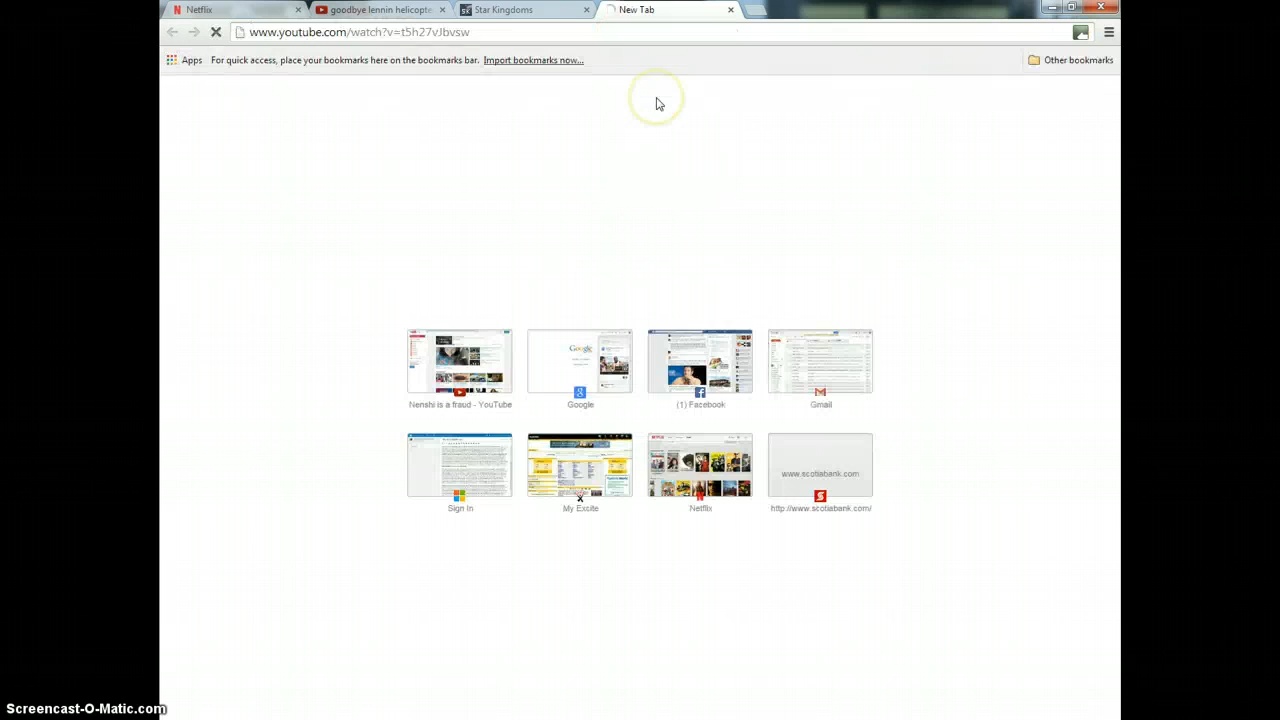 Netflix
goodbye lennin helicopte
Star Kingdoms
New Tab
www.youtube.com/watch?v=t5h27vJbvsw
Apps
For quick access, place your bookmarks here on the bookmarks bar. Import bookmarks now...
Other bookmarks
Google
www.scotiabank.com
Nenshi is a fraud - YouTube
Google
(1) Facebook
Gmail
Sign In
My Excite
Netflix
http://www.scotiabank.com/
Screencast-O-Matic.com